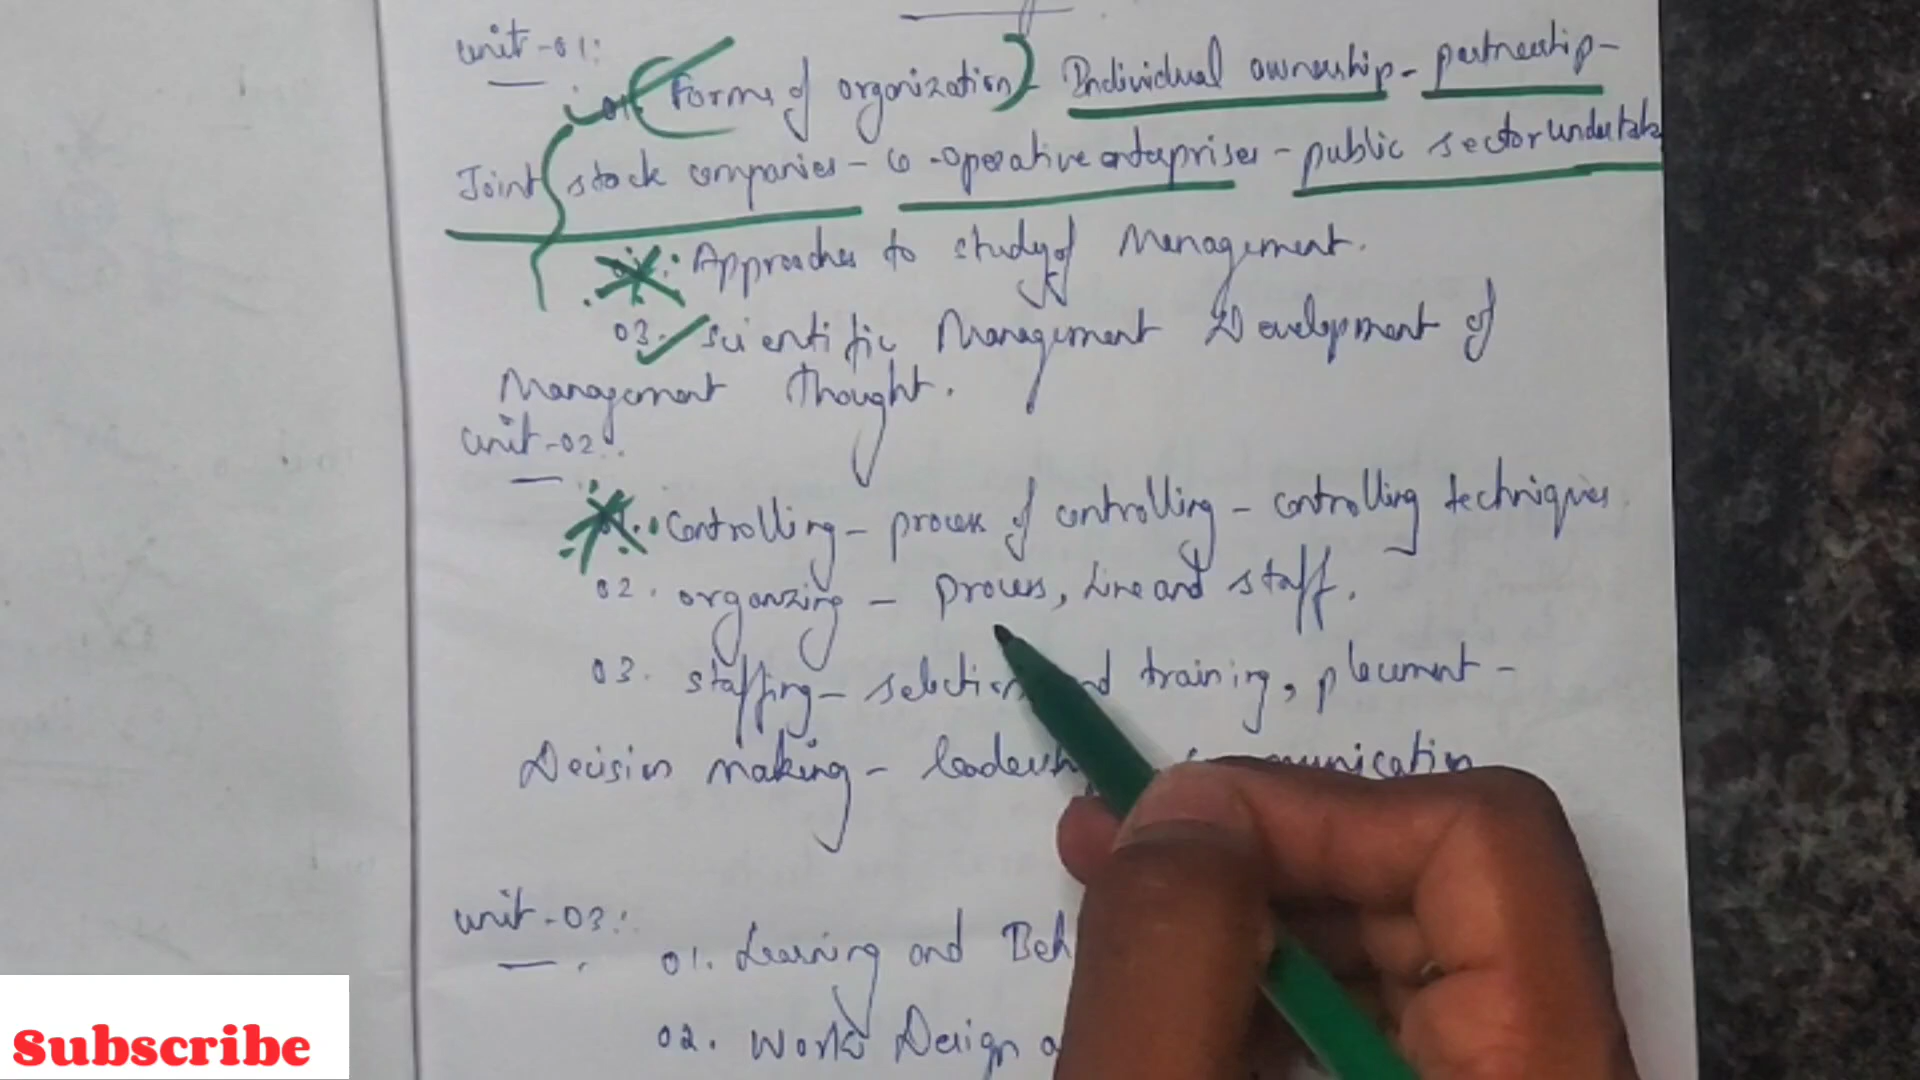 unit-01:
01. Forms of organization - Individual ownership - partnership -
Joint stock companies - Co-operative enterprises - public sector undertak
Approaches to study of Management.
03. Scientific Management Development of
Management thought.
unit-02:
01. Controlling - process of controlling - controlling techniques.
02. organzing - process, Line and staff.
03. staffing - selection and training, placement -
Decision making -
unit-03:
01. Learning and Beh
02. Work Design a
Subscribe